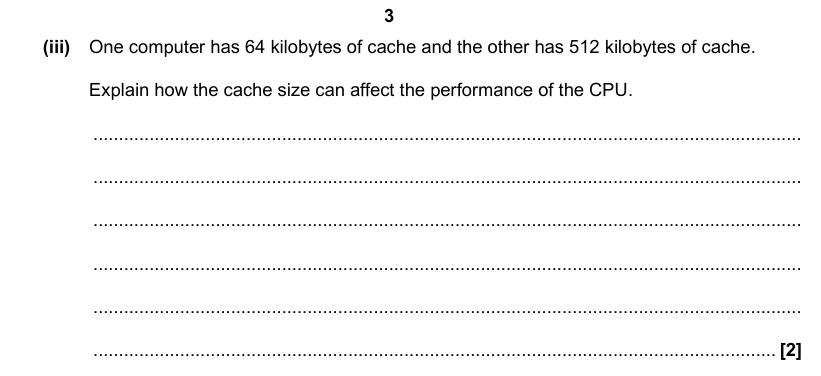 3
(iii) One computer has 64 kilobytes of cache and the other has 512 kilobytes of cache.
Explain how the cache size can affect the performance of the CPU.
[2]